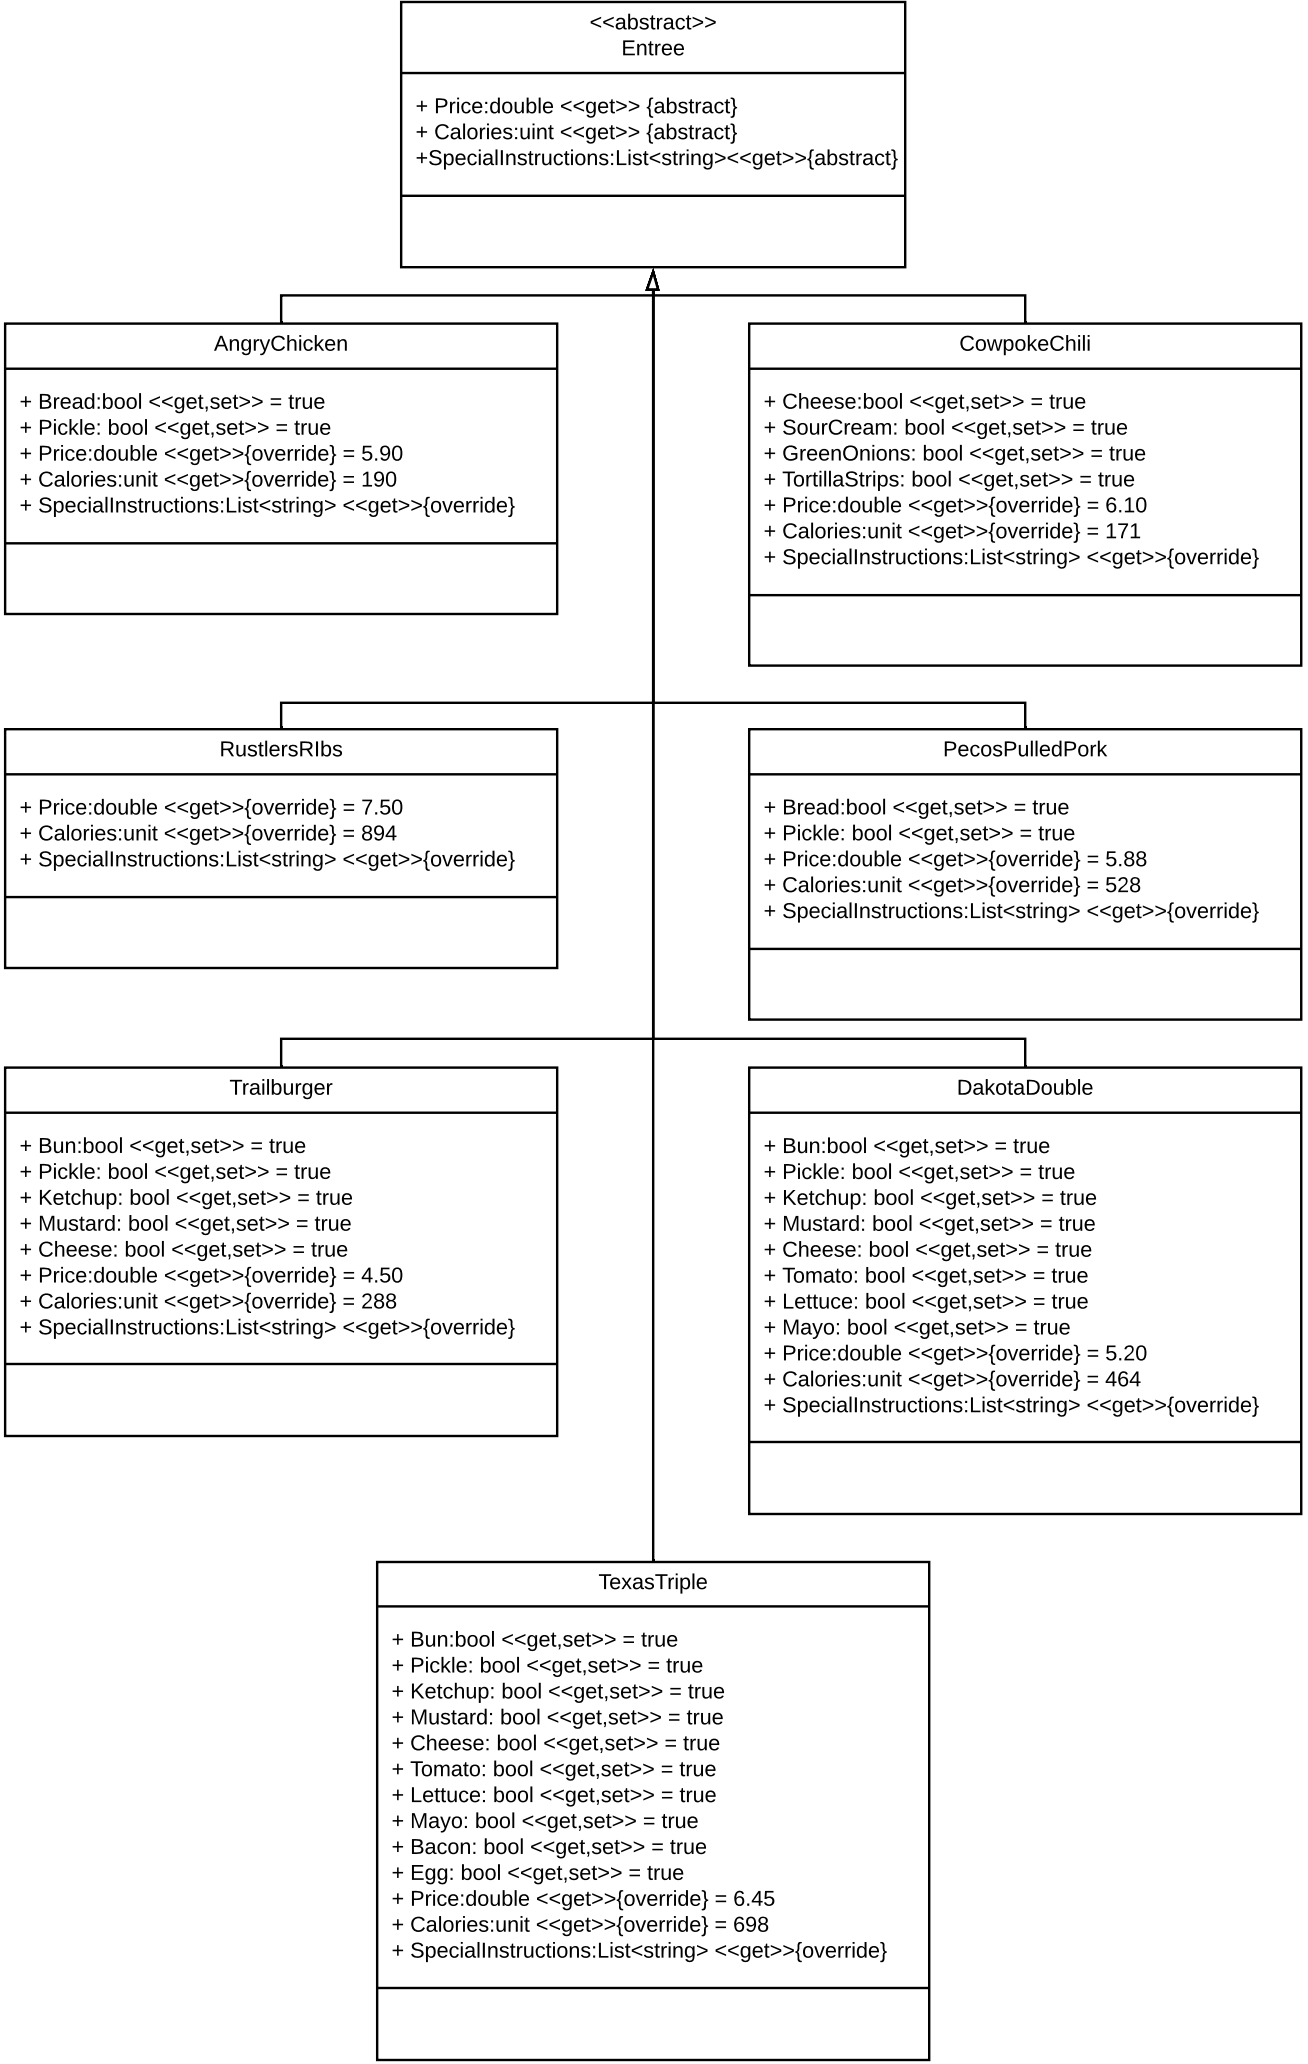 <<abstract>>
Entree
+ Price:double <<get>> {abstract}
+ Calories:uint <<get>> {abstract}
+SpecialInstructions:List<string><<get>>{abstract}
AngryChicken
+ Bread:bool <<get,set>> = true
+ Pickle: bool <<get,set>> = true
+ Price:double <<get>>{override} = 5.90
+ Calories:unit <<get>>{override} = 190
+ SpecialInstructions:List<string> <<get>>{override}
CowpokeChili
+ Cheese:bool <<get,set>> = true
+ SourCream: bool <<get,set>> = true
+ GreenOnions: bool <<get,set>> = true
+ TortillaStrips: bool <<get,set>> = true
+ Price:double <<get>>{override} = 6.10
+ Calories:unit <<get>>{override} = 171
+ SpecialInstructions:List<string> <<get>>{override}
RustlersRIbs
+ Price:double <<get>>{override} = 7.50
+ Calories:unit <<get>>{override} = 894
+ SpecialInstructions:List<string> <<get>>{override}
PecosPulledPork
+ Bread:bool <<get,set>> = true
+ Pickle: bool <<get,set>> = true
+ Price:double <<get>>{override} = 5.88
+ Calories:unit <<get>>{override} = 528
+ SpecialInstructions:List<string> <<get>>{override}
Trailburger
+ Bun:bool <<get,set>> = true
+ Pickle: bool <<get,set>> = true
+ Ketchup: bool <<get,set>> = true
+ Mustard: bool <<get,set>> = true
+ Cheese: bool <<get,set>> = true
+ Price:double <<get>>{override} = 4.50
+ Calories:unit <<get>>{override} = 288
+ SpecialInstructions:List<string> <<get>>{override}
DakotaDouble
+ Bun:bool <<get,set>> = true
+ Pickle: bool <<get,set>> = true
+ Ketchup: bool <<get,set>> = true
+ Mustard: bool <<get,set>> = true
+ Cheese: bool <<get,set>> = true
+ Tomato: bool <<get,set>> = true
+ Lettuce: bool <<get,set>> = true
+ Mayo: bool <<get,set>> = true
+ Price:double <<get>>{override} = 5.20
+ Calories:unit <<get>>{override} = 464
+ SpecialInstructions:List<string> <<get>>{override}
TexasTriple
+ Bun:bool <<get,set>> = true
+ Pickle: bool <<get,set>> = true
+ Ketchup: bool <<get,set>> = true
+ Mustard: bool <<get,set>> = true
+ Cheese: bool <<get,set>> = true
+ Tomato: bool <<get,set>> = true
+ Lettuce: bool <<get,set>> = true
+ Mayo: bool <<get,set>> = true
+ Bacon: bool <<get,set>> = true
+ Egg: bool <<get,set>> = true
+ Price:double <<get>>{override} = 6.45
+ Calories:unit <<get>>{override} = 698
+ SpecialInstructions:List<string> <<get>>{override}